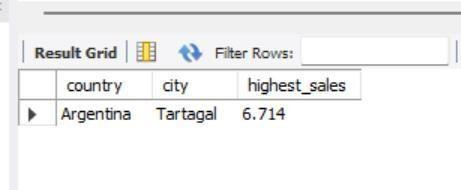 Result Grid Filter Rows:
country city highest_sales
Argentina Tartagal 6.714